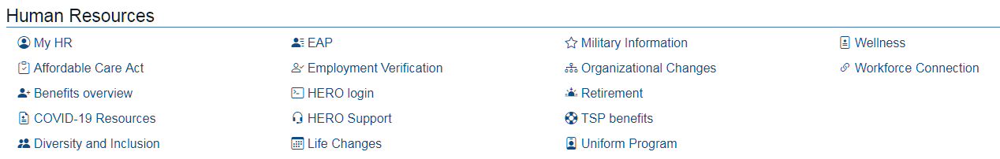 Human Resources
My HR
Affordable Care Act
Benefits overview
COVID-19 Resources
Diversity and Inclusion
EAP
Employment Verification
HERO login
HERO Support
Life Changes
Military Information
Organizational Changes
Retirement
TSP benefits
Uniform Program
Wellness
Workforce Connection